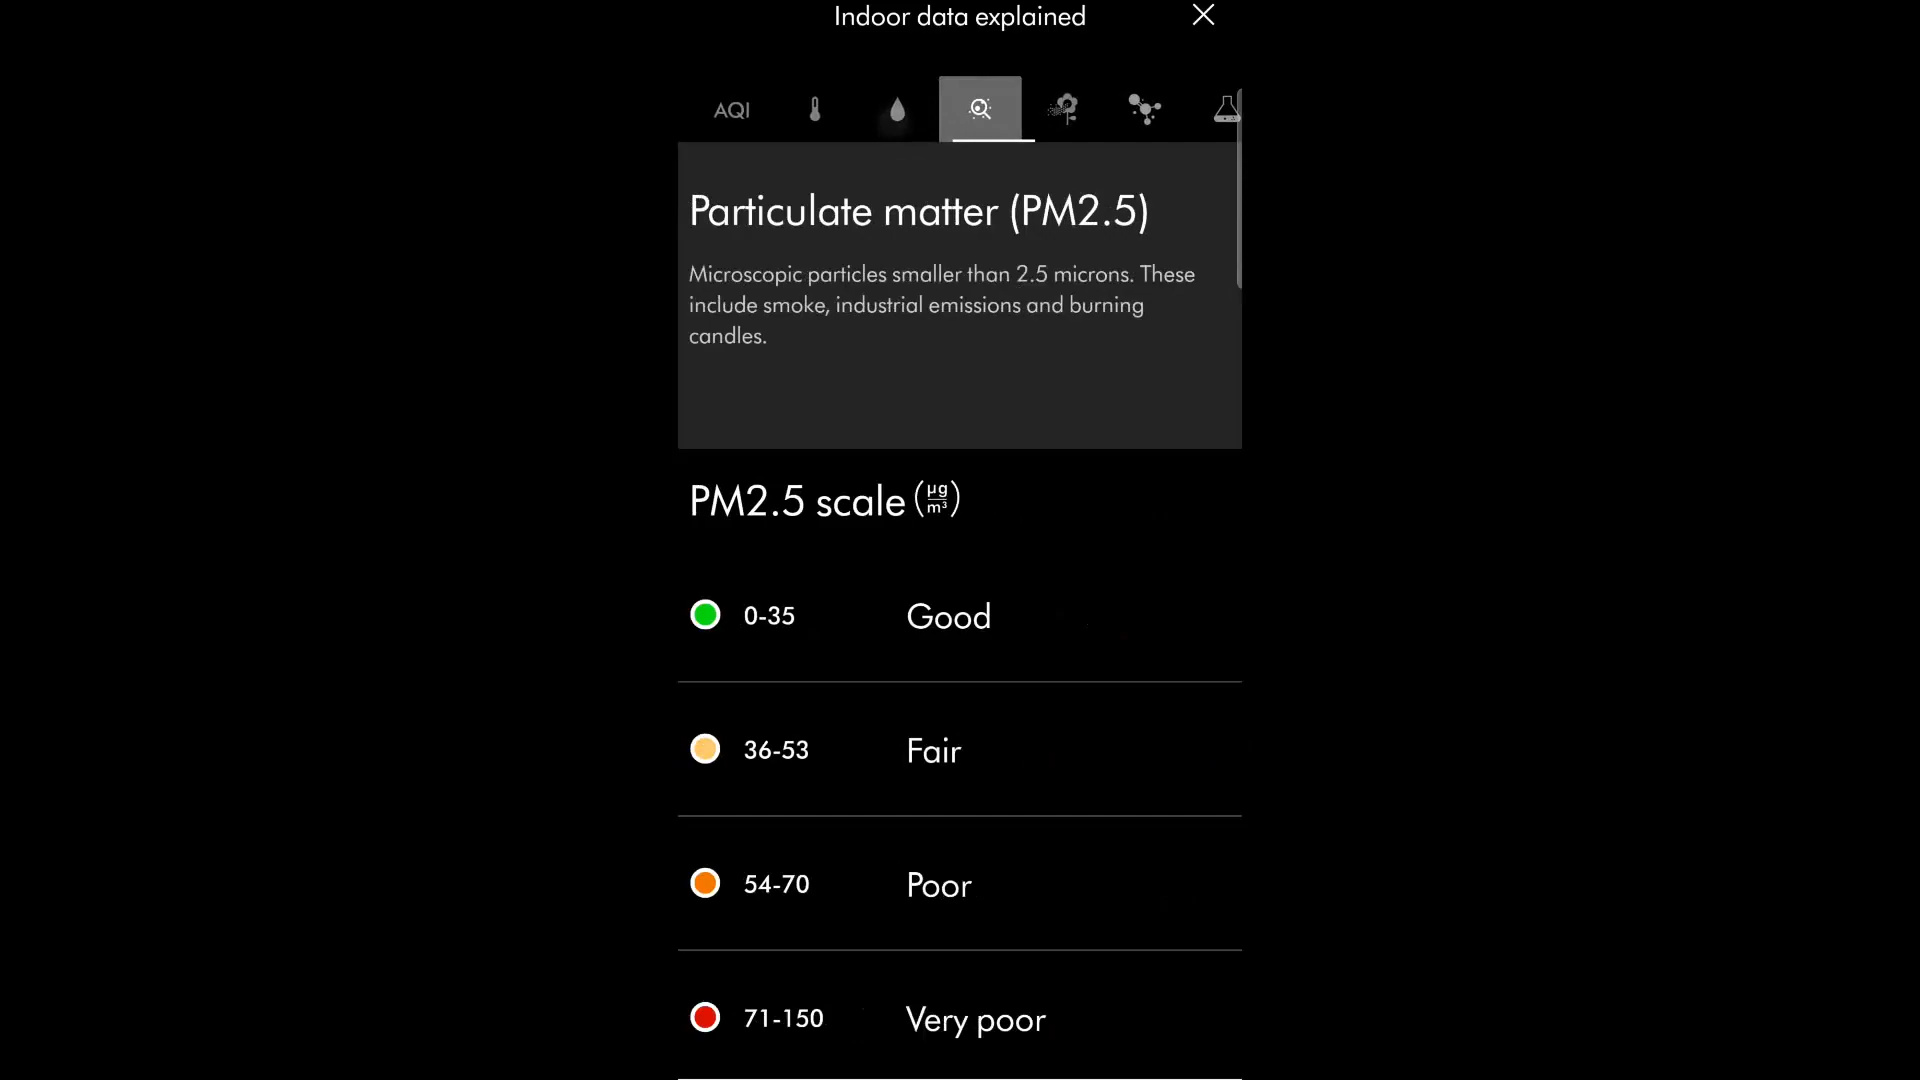 Indoor data explained
AQI
Particulate matter (PM2.5)
Microscopic particles smaller than 2.5 microns. These
include smoke, industrial emissions and burning
candles.
PM2.5 scale (µg/m³)
0-35 Good
36-53 Fair
54-70 Poor
71-150 Very poor